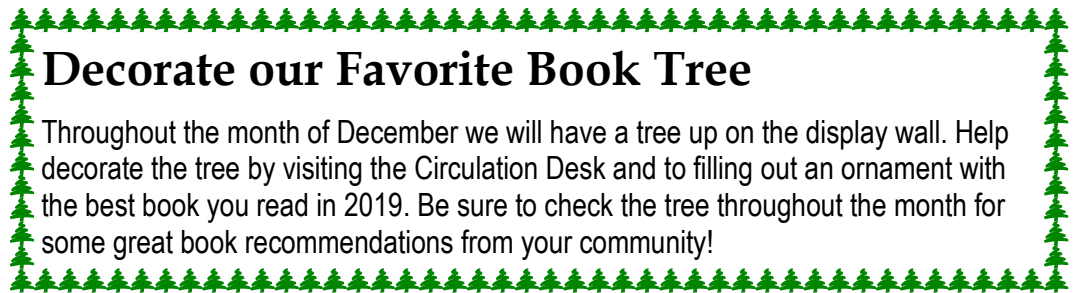 Decorate our Favorite Book Tree
Throughout the month of December we will have a tree up on the display wall. Help
decorate the tree by visiting the Circulation Desk and to filling out an ornament with
the best book you read in 2019. Be sure to check the tree throughout the month for
some great book recommendations from your community!